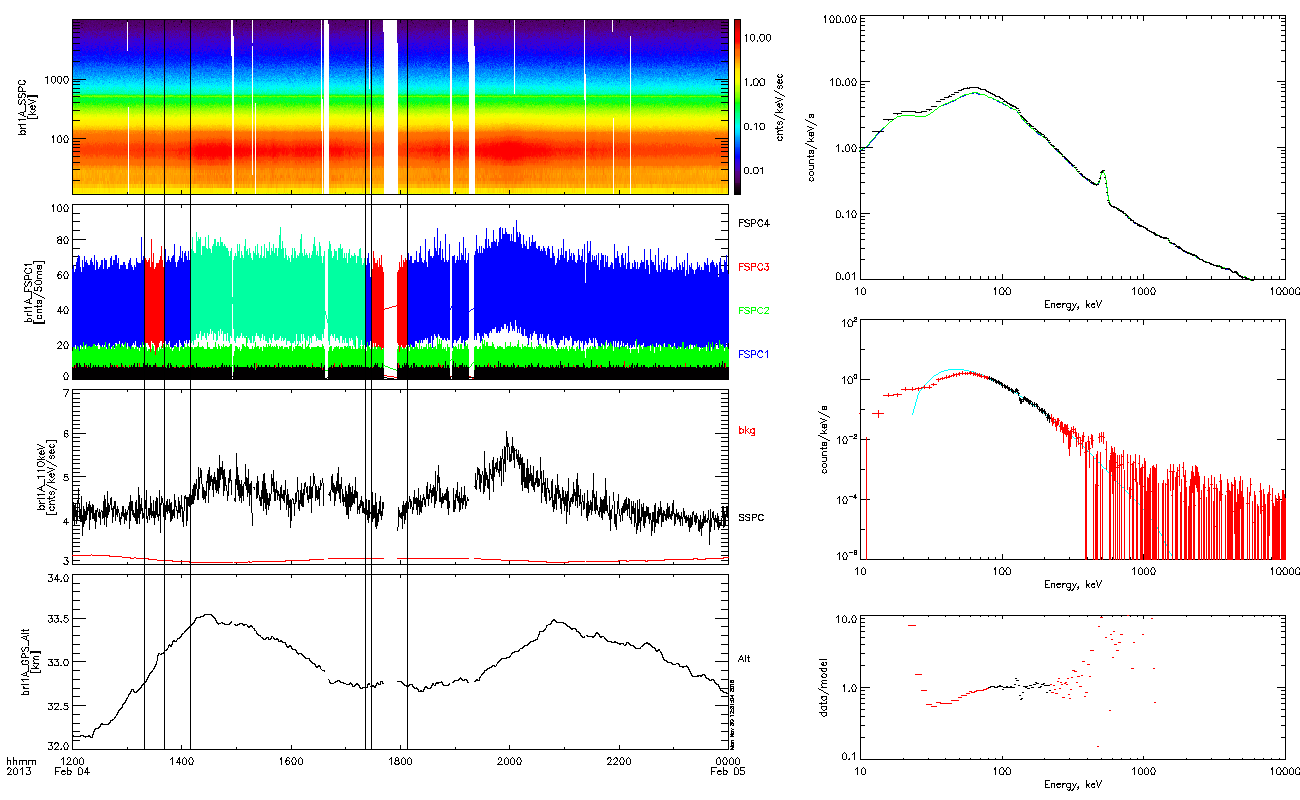 brl1A_SSPC
[keV]
1000
100
10.00
1.00
0.10
0.01
cnts/keV/sec
brl1A_FSPC1
[cnts/50ms]
100
80
60
40
20
0
FSPC4
FSPC3
FSPC2
FSPC1
brl1A_110keV
[cnts/keV/sec]
7
6
5
4
3
bkg
SSPC
brl1A_GPS_Alt
[km]
34.0
33.5
33.0
32.5
32.0
Alt
hhmm
2013
1200
1400
1600
1800
2000
2200
0000
Feb 04
Feb 05
counts/keV/s
100.00
10.00
1.00
0.10
0.01
10
100
1000
10000
Energy, keV
counts/keV/s
10^2
10^0
10^-2
10^-4
10^-6
10
100
1000
10000
Energy, keV
data/model
10.0
1.0
0.1
10
100
1000
10000
Energy, keV